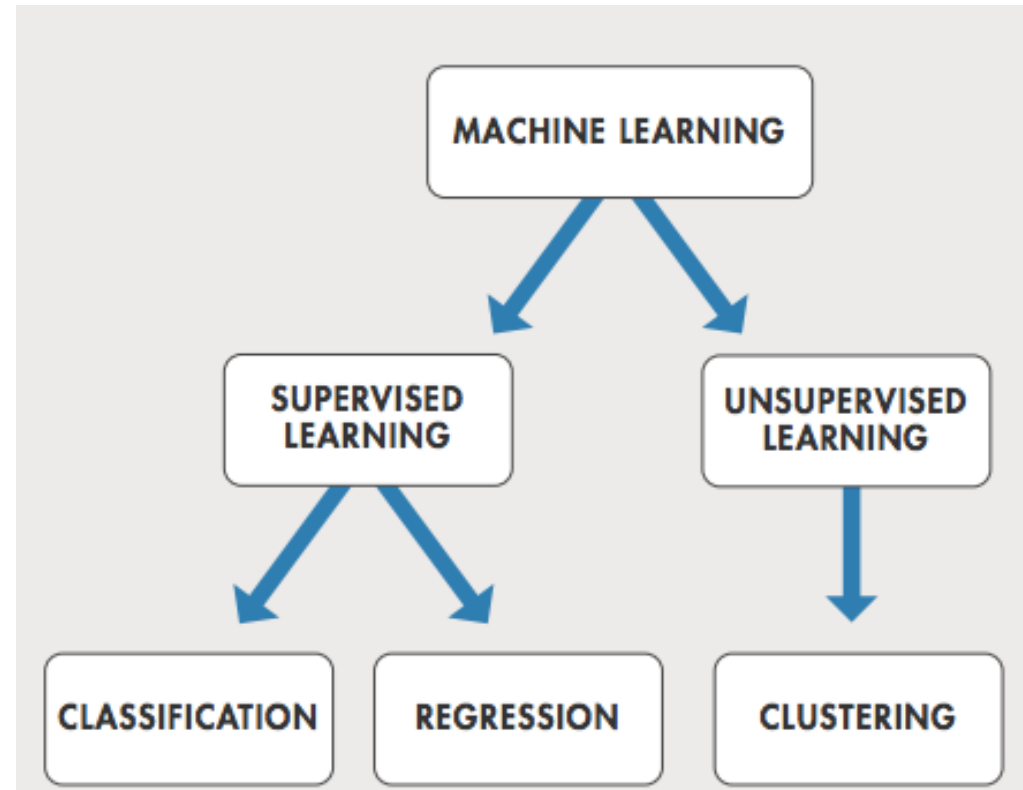 MACHINE LEARNING
SUPERVISED
LEARNING
UNSUPERVISED
LEARNING
CLASSIFICATION
REGRESSION
CLUSTERING